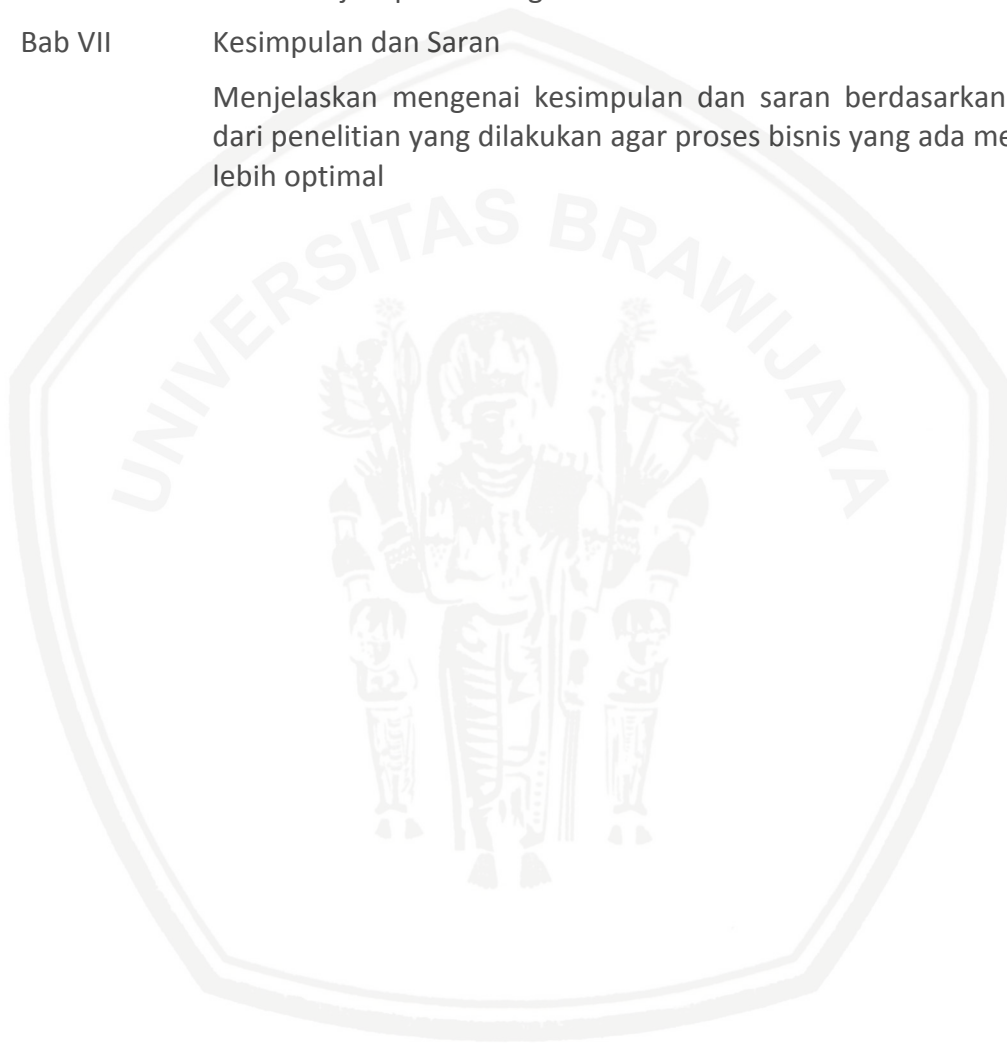 Bab VII Kesimpulan dan Saran
Menjelaskan mengenai kesimpulan dan saran berdasarkan
dari penelitian yang dilakukan agar proses bisnis yang ada
lebih optimal
UNIVERSITAS BRAWIJAYA